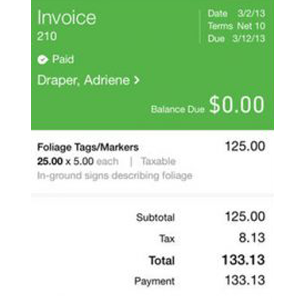 Invoice
210
Date 3/2/13
Terms Net 10
Due 3/12/13
Paid
Draper, Adriene >
Balance Due $0.00
Foliage Tags/Markers 125.00
25.00 x 5.00 each | Taxable
In-ground signs describing foliage
Subtotal 125.00
Tax 8.13
Total 133.13
Payment 133.13